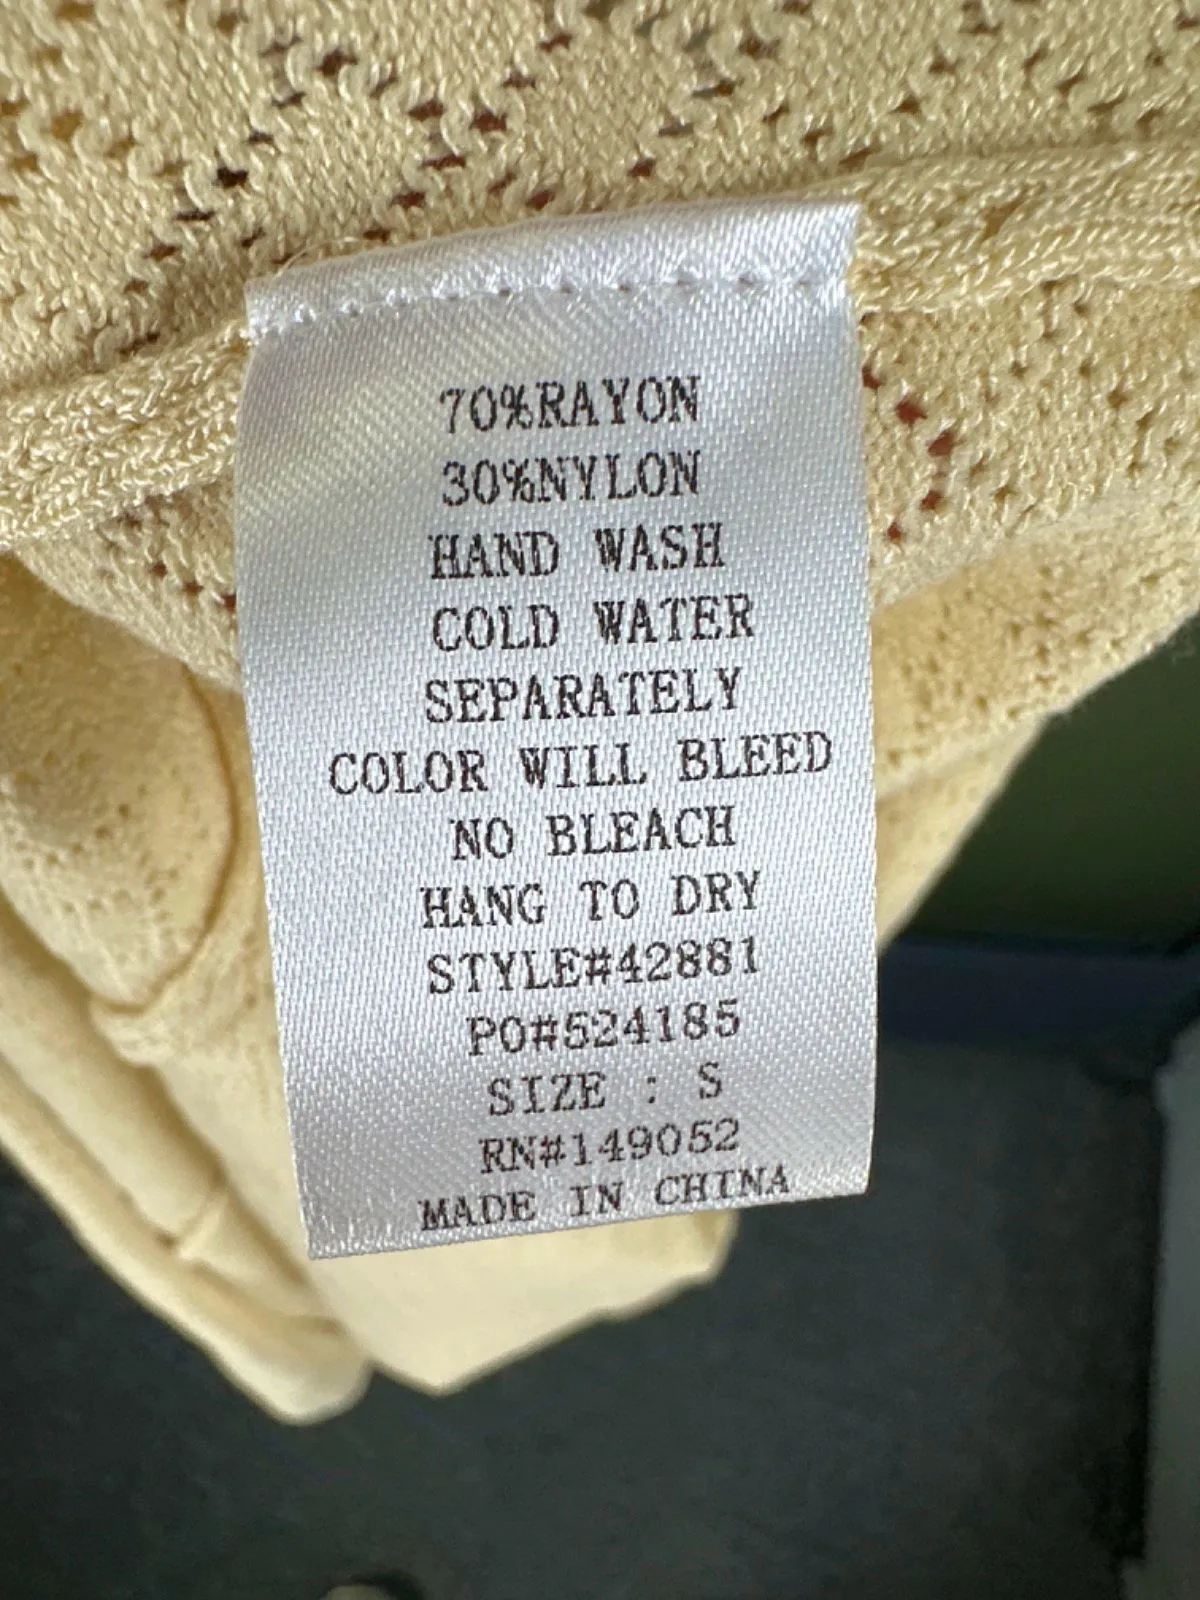 70%RAYON
30%NYLON
HAND WASH
COLD WATER
SEPARATELY
COLOR WILL BLEED
NO BLEACH
HANG TO DRY
STYLE#42881
PO#524185
SIZE : S
RN#149052
MADE IN CHINA